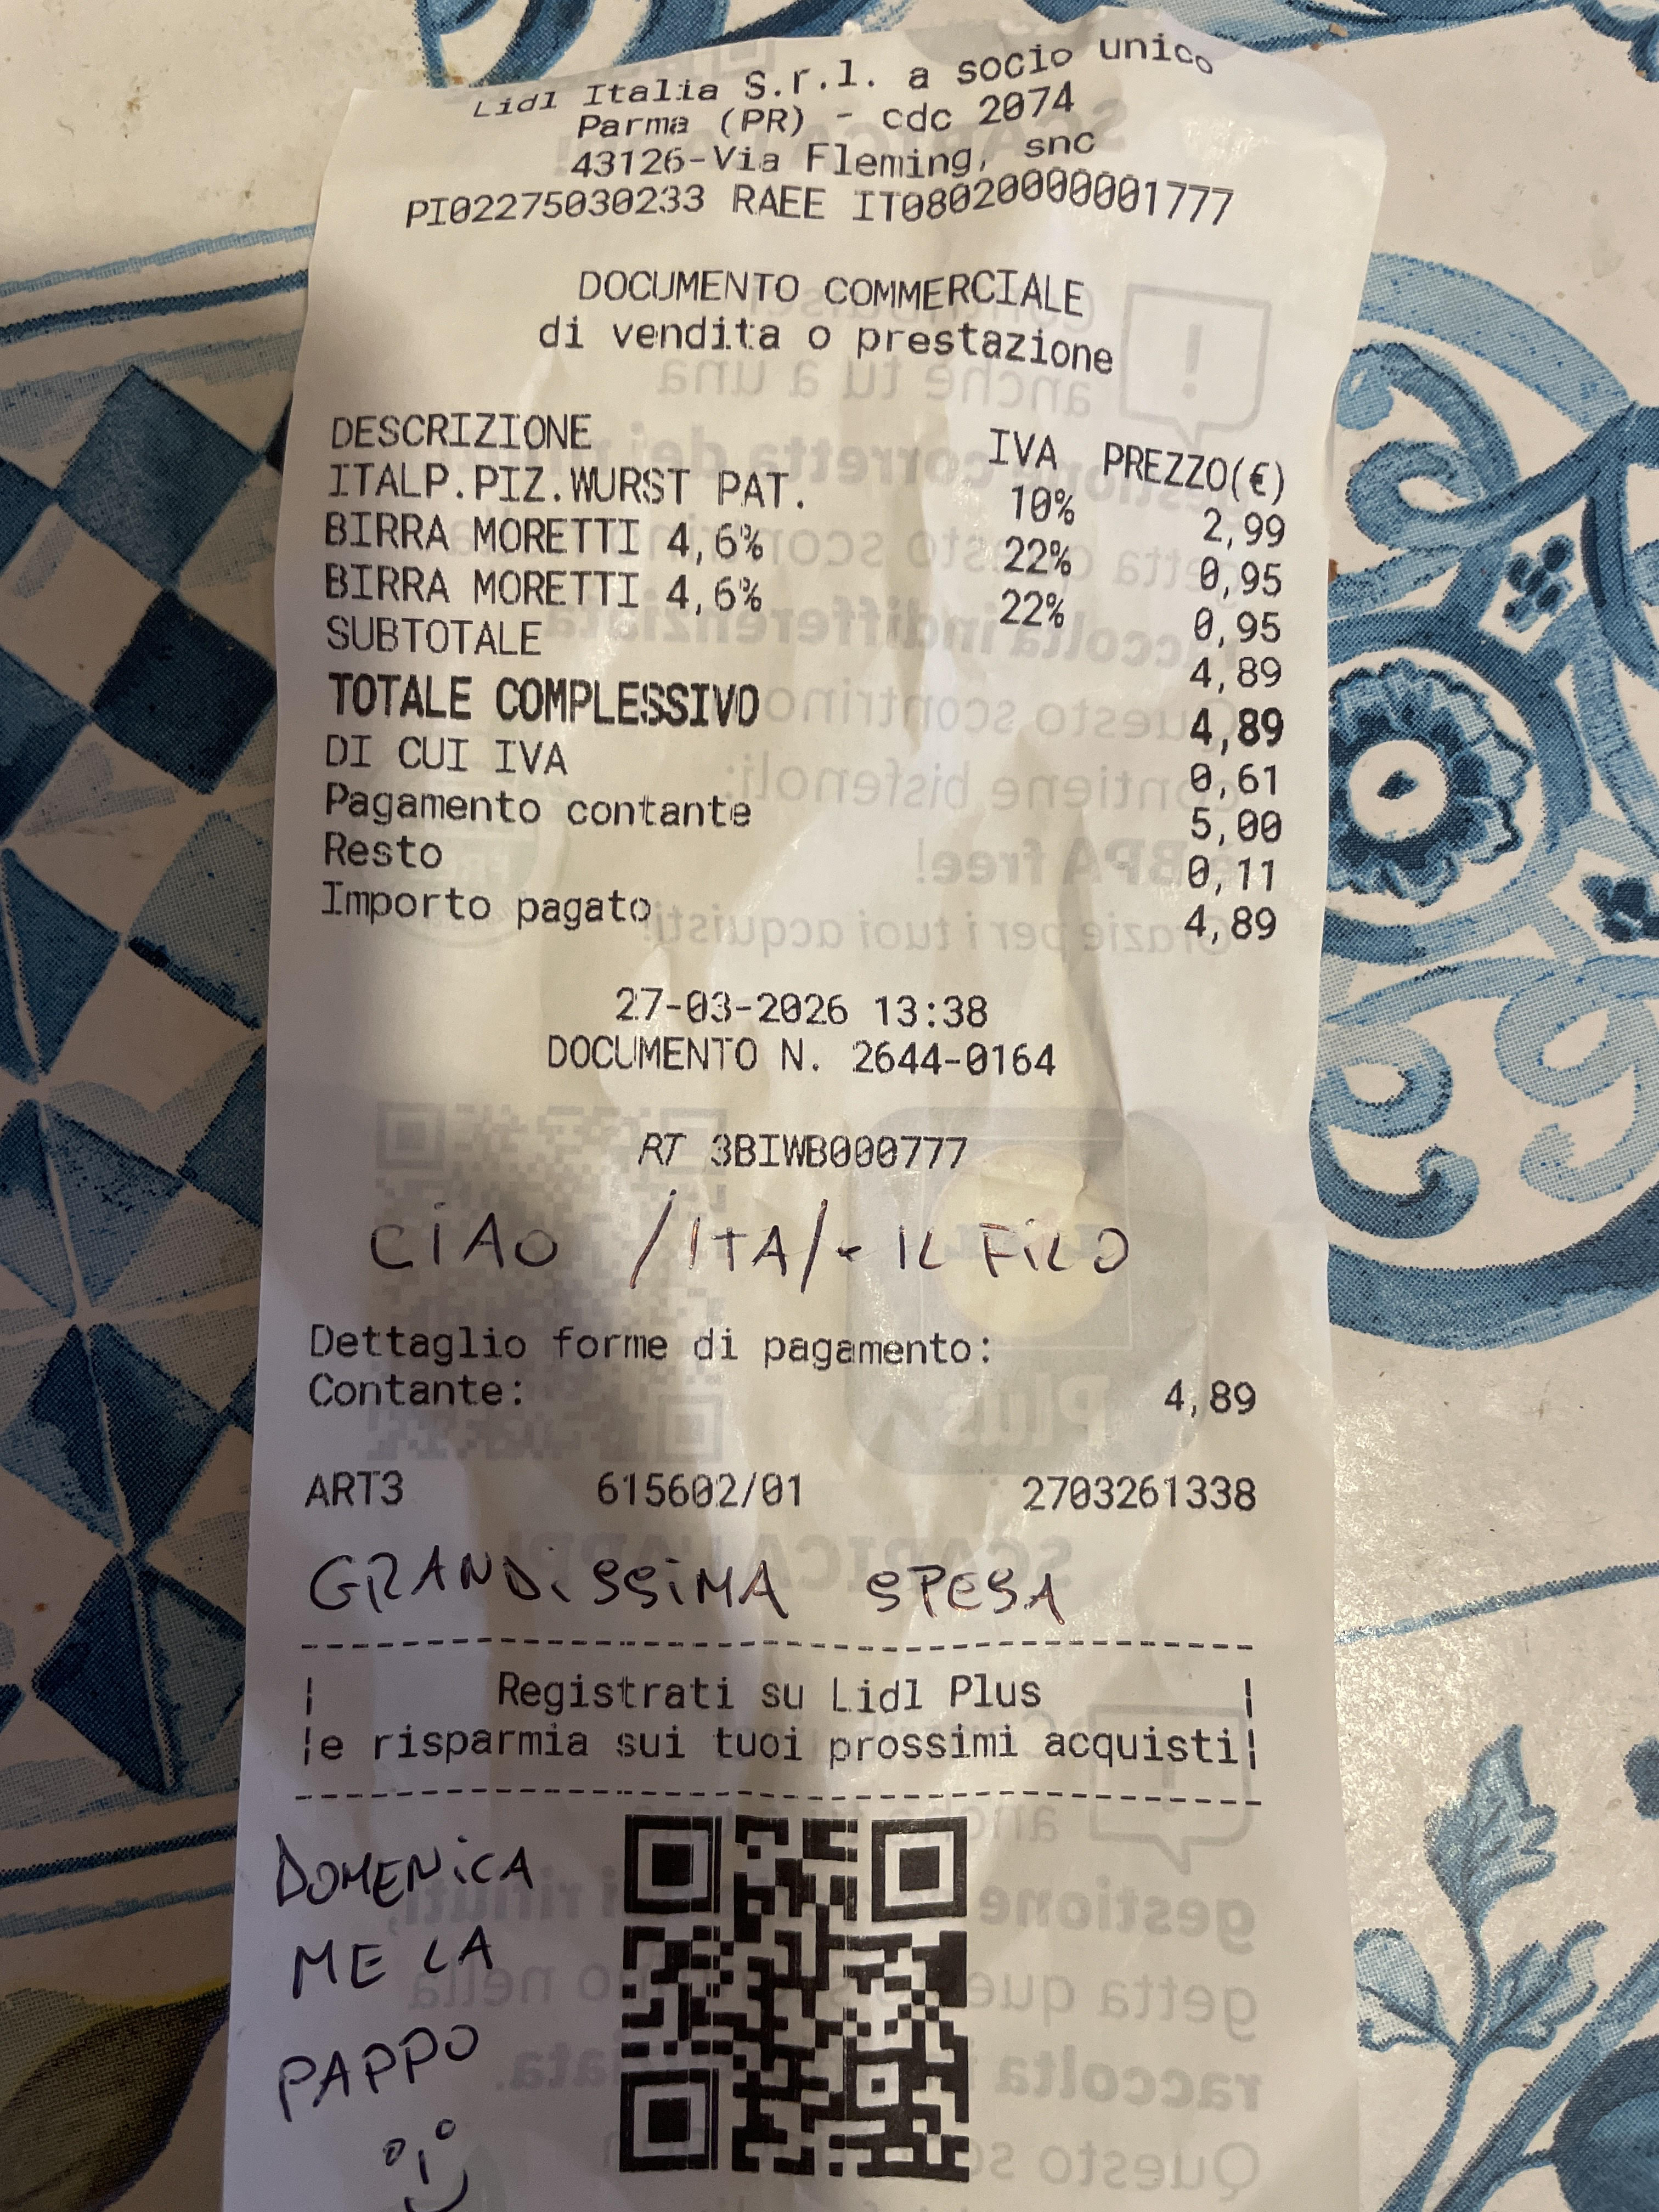 Lidl Italia S.r.l. a socio unico
Parma (PR) - cdc 2074
43126-Via Fleming, snc
PI02275030233 RAEE IT08020000001777
DOCUMENTO COMMERCIALE
di vendita o prestazione
DESCRIZIONE IVA PREZZO(€)
ITALP.PIZ.WURST PAT. 10% 2,99
BIRRA MORETTI 4,6% 22% 0,95
BIRRA MORETTI 4,6% 22% 0,95
SUBTOTALE 4,89
TOTALE COMPLESSIVO 4,89
DI CUI IVA 0,61
Pagamento contante 5,00
Resto 0,11
Importo pagato 4,89
27-03-2026 13:38
DOCUMENTO N. 2644-0164
RT 3BIWB000777
CIAO /ITA/- IL FILO
Dettaglio forme di pagamento:
Contante: 4,89
ART3 615602/01 2703261338
GRANDISSIMA SPESA
Registrati su Lidl Plus
e risparmia sui tuoi prossimi acquisti
DOMENICA
ME LA
PAPPO